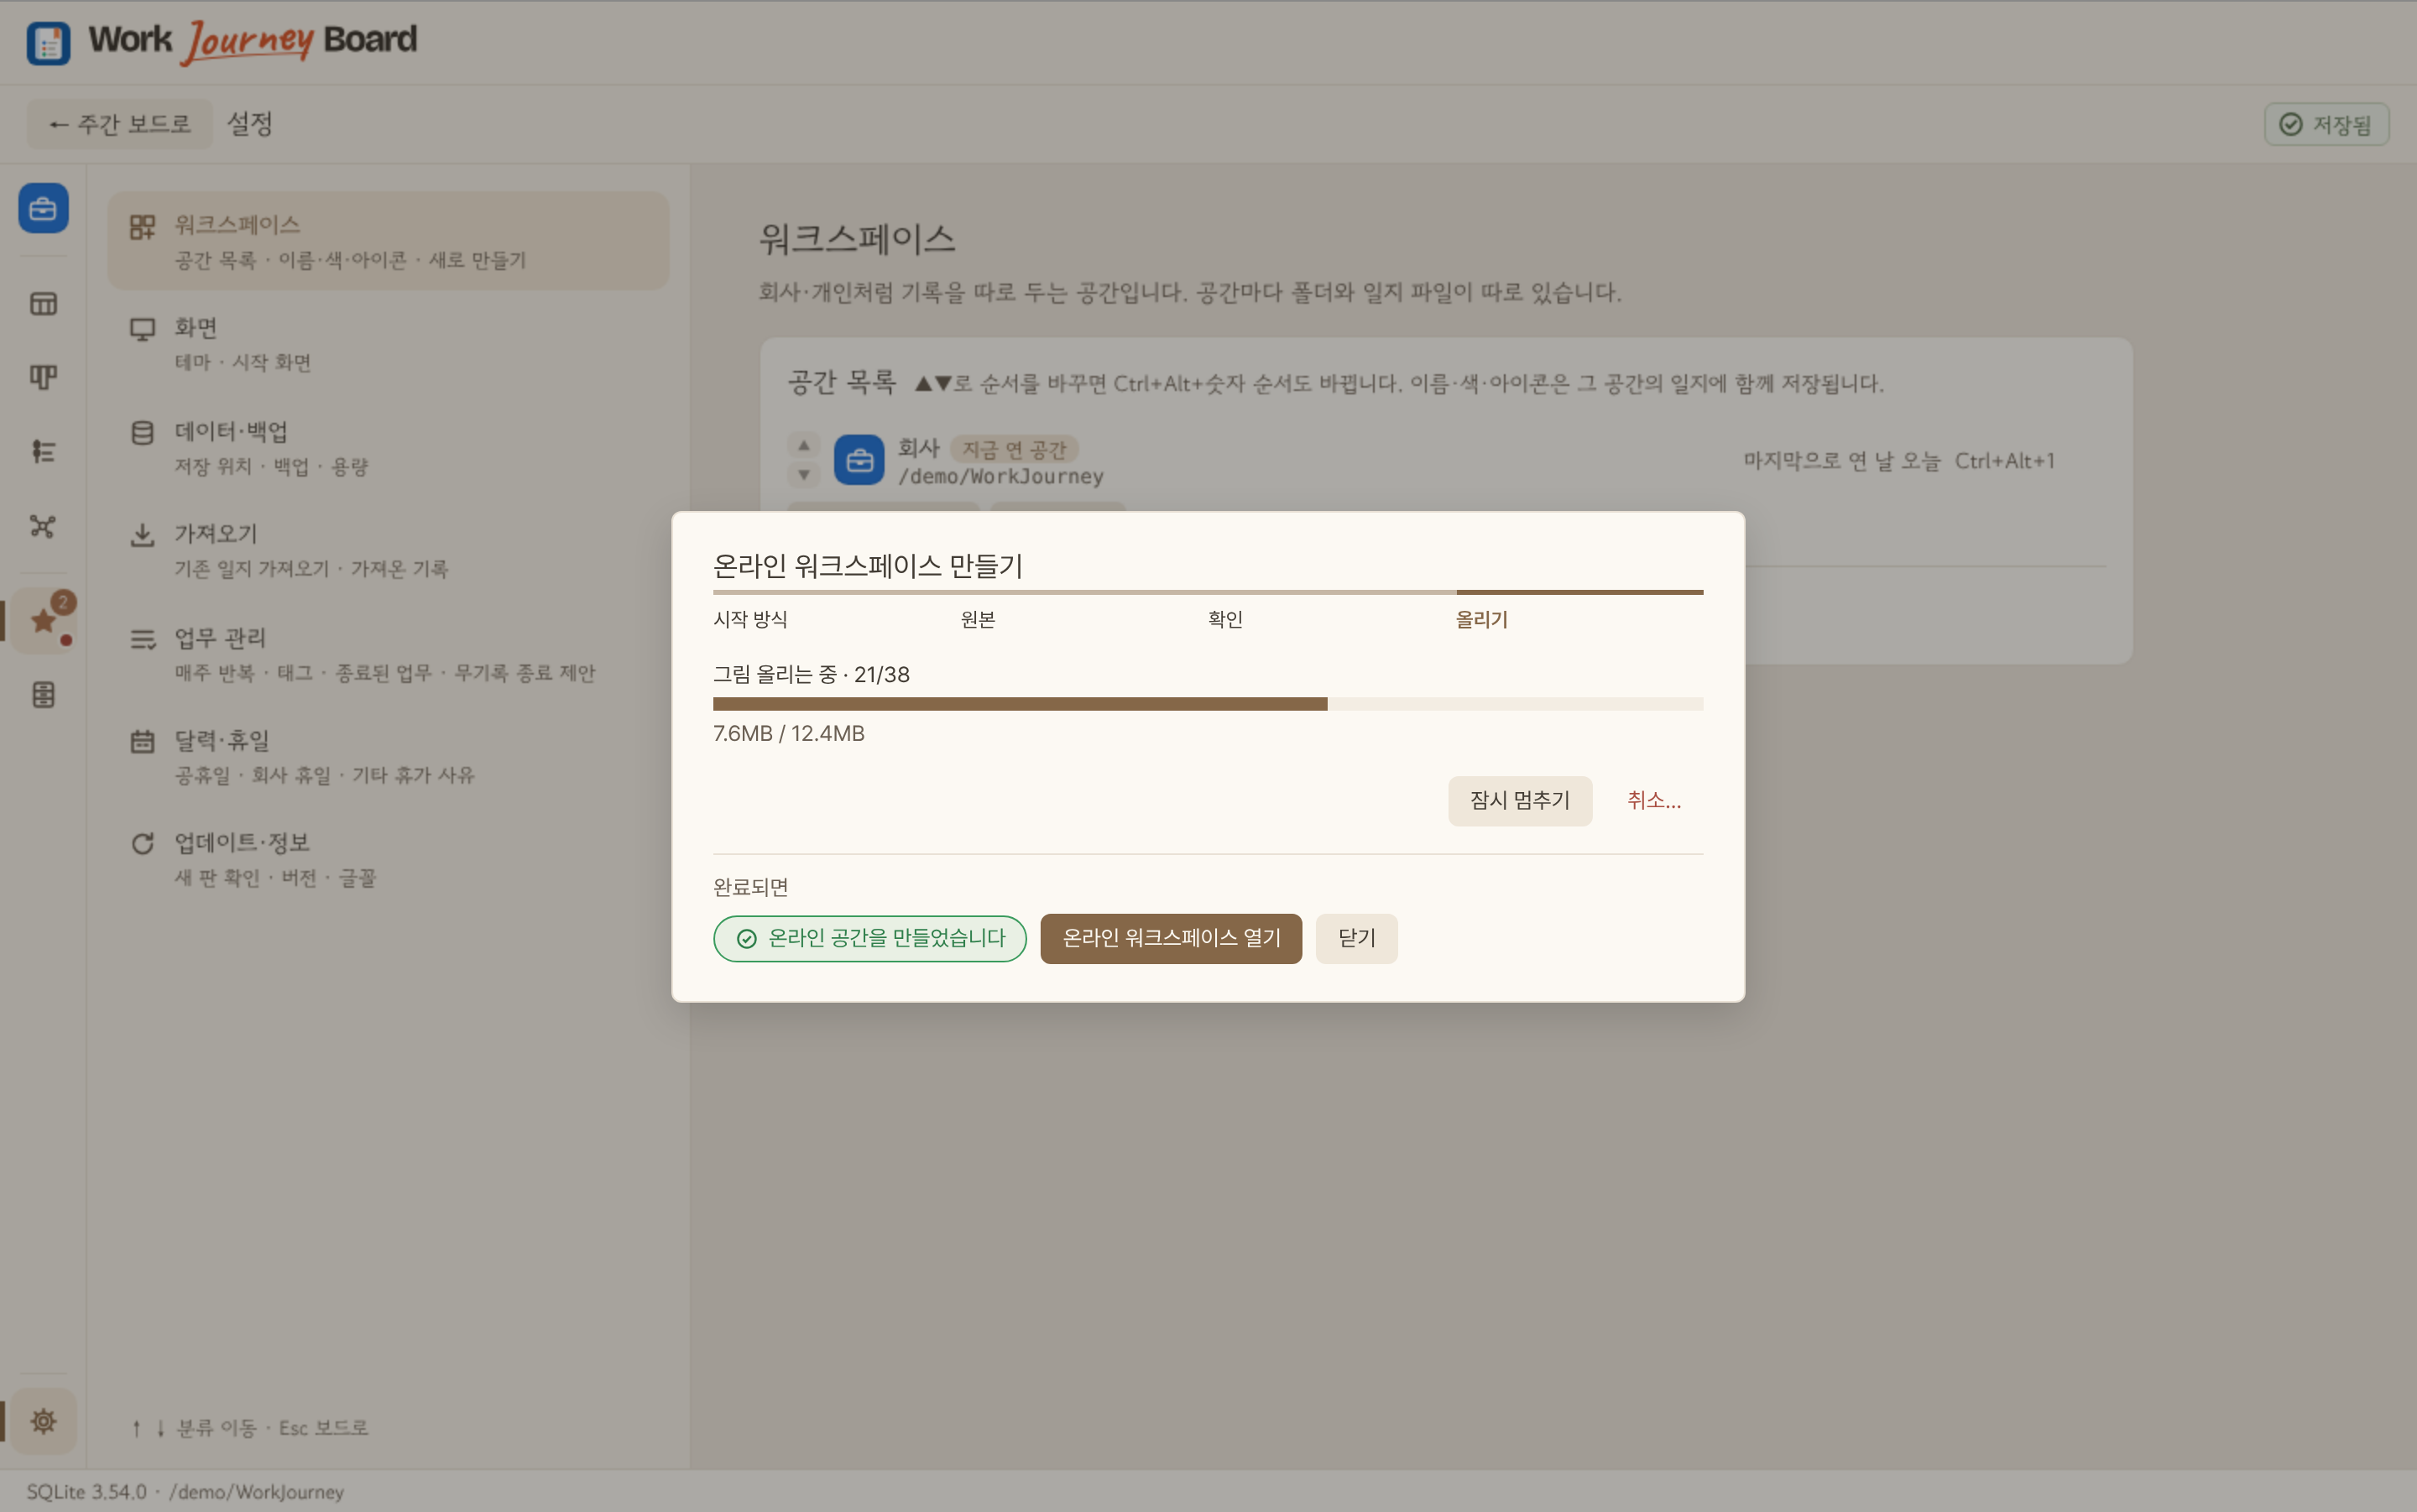 Work Journey Board
← 주간 보드로 설정
저장됨
워크스페이스
공간 목록 · 이름·색·아이콘 · 새로 만들기
화면
테마 · 시작 화면
데이터·백업
저장 위치 · 백업 · 용량
가져오기
기존 일지 가져오기 · 가져온 기록
2
업무 관리
매주 반복 · 태그 · 종료된 업무 · 무기록 종료 제안
달력·휴일
공휴일 · 회사 휴일 · 기타 휴가 사유
업데이트·정보
새 판 확인 · 버전 · 글꼴
↑ ↓ 분류 이동 · Esc 보드로
워크스페이스
회사·개인처럼 기록을 따로 두는 공간입니다. 공간마다 폴더와 일지 파일이 따로 있습니다.
공간 목록 ▲▼로 순서를 바꾸면 Ctrl+Alt+숫자 순서도 바뀝니다. 이름·색·아이콘은 그 공간의 일지에 함께 저장됩니다.
▲
▼
회사 지금 연 공간
/demo/WorkJourney
마지막으로 연 날 오늘 Ctrl+Alt+1
온라인 워크스페이스 만들기
시작 방식 원본 확인 올리기
그림 올리는 중 · 21/38
7.6MB / 12.4MB
잠시 멈추기 취소...
완료되면
온라인 공간을 만들었습니다 온라인 워크스페이스 열기 닫기
SQLite 3.54.0 · /demo/WorkJourney